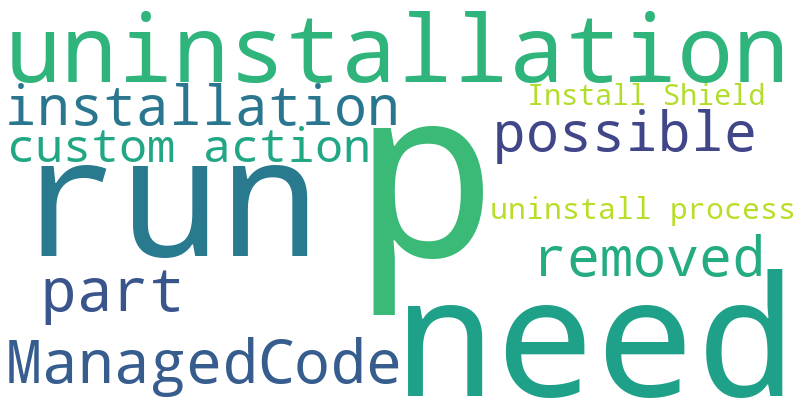 uninstallation
installation
Install Shield
custom action
possible
run
p
uninstall process
part
removed
ManagedCode
need